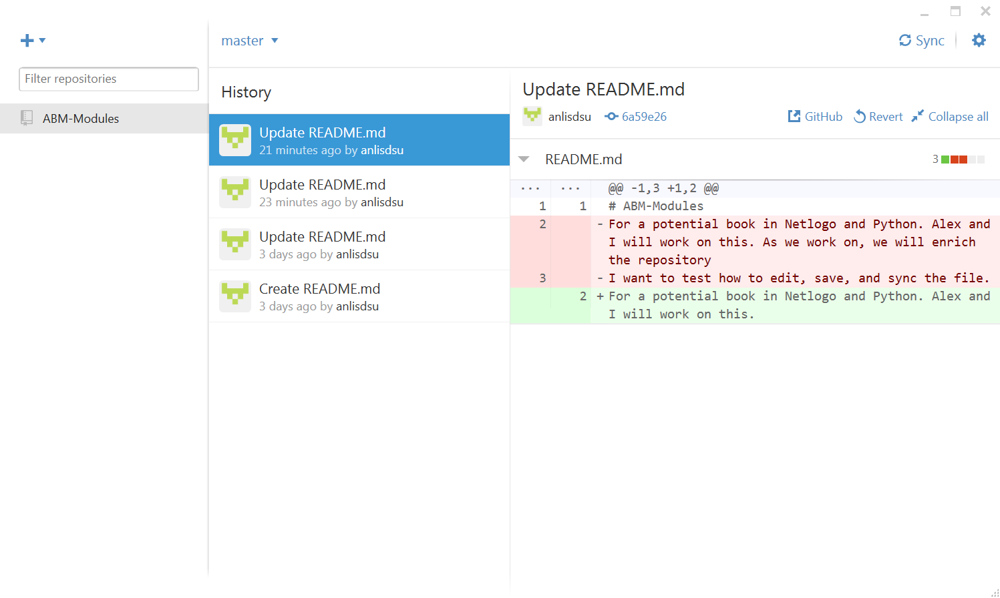 master
Sync
Filter repositories
ABM-Modules
History
Update README.md
21 minutes ago by anlisdsu
Update README.md
23 minutes ago by anlisdsu
Update README.md
3 days ago by anlisdsu
Create README.md
3 days ago by anlisdsu
Update README.md
anlisdsu 6a59e26 GitHub Revert Collapse all
README.md 3
... ... @@ -1,3 +1,2 @@
1 1 # ABM-Modules
2 - For a potential book in Netlogo and Python. Alex and
I will work on this. As we work on, we will enrich
the repository
3 - I want to test how to edit, save, and sync the file.
2 + For a potential book in Netlogo and Python. Alex and
I will work on this.